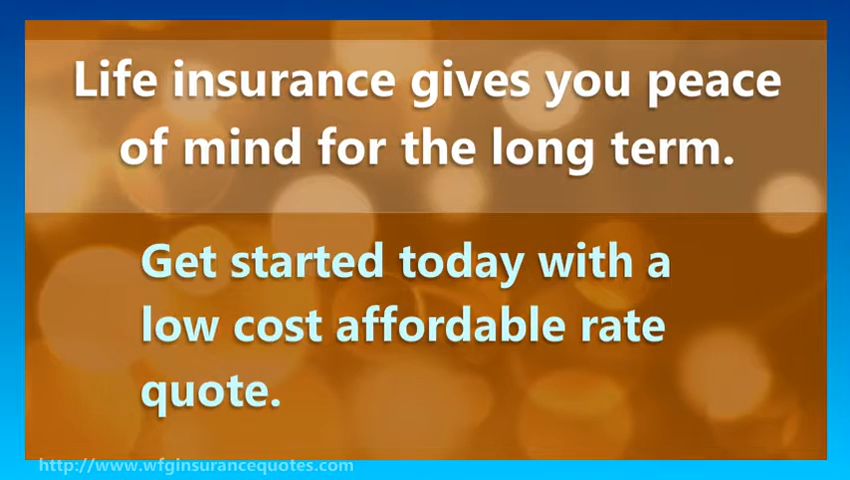 Life insurance gives you peace
of mind for the long term.
Get started today with a
low cost affordable rate
quote.
http://www.wfginsurancequotes.com